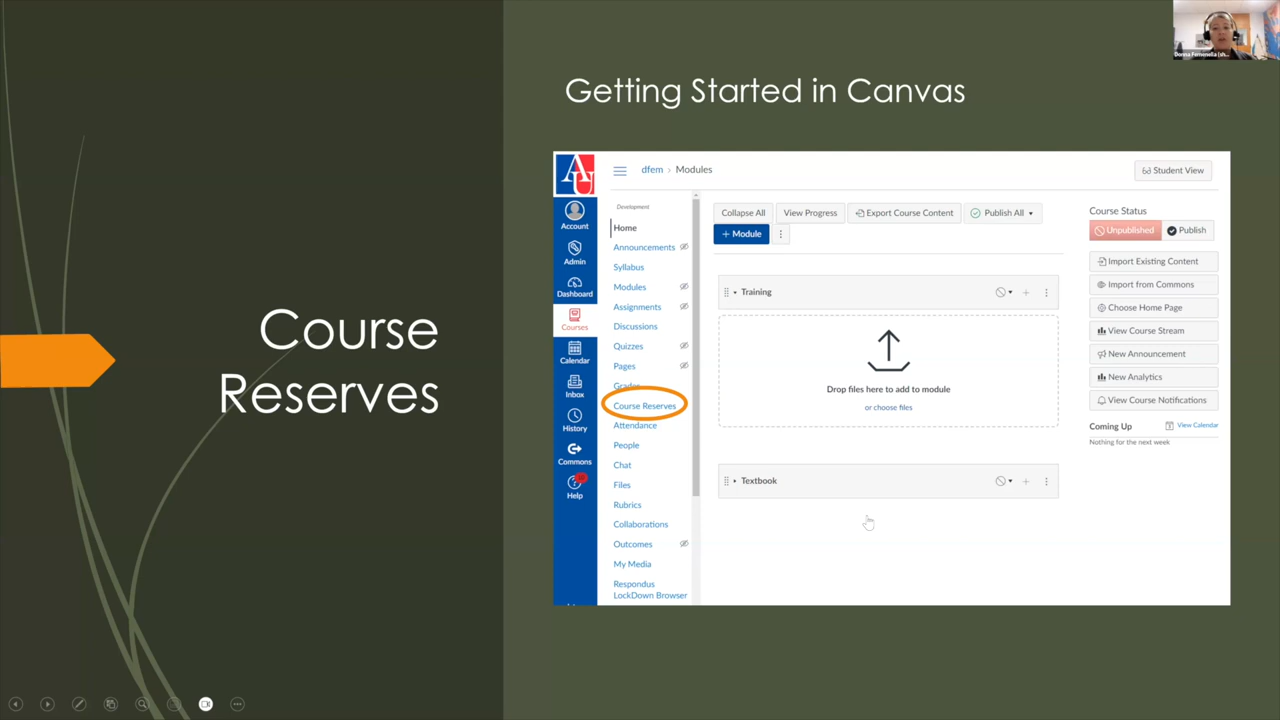 Course
Reserves
Getting Started in Canvas
AU
dfem > Modules
Student View
Account
Admin
Dashboard
Courses
Calendar
Inbox
History
Commons
Help
Development
Home
Announcements
Syllabus
Modules
Assignments
Discussions
Quizzes
Pages
Grades
Course Reserves
Attendance
People
Chat
Files
Rubrics
Collaborations
Outcomes
My Media
Respondus
LockDown Browser
Collapse All
View Progress
Export Course Content
Publish All
+ Module
Training
Drop files here to add to module
or choose files
Textbook
Course Status
Unpublished
Publish
Import Existing Content
Import from Commons
Choose Home Page
View Course Stream
New Announcement
New Analytics
View Course Notifications
Coming Up
View Calendar
Nothing for the next week